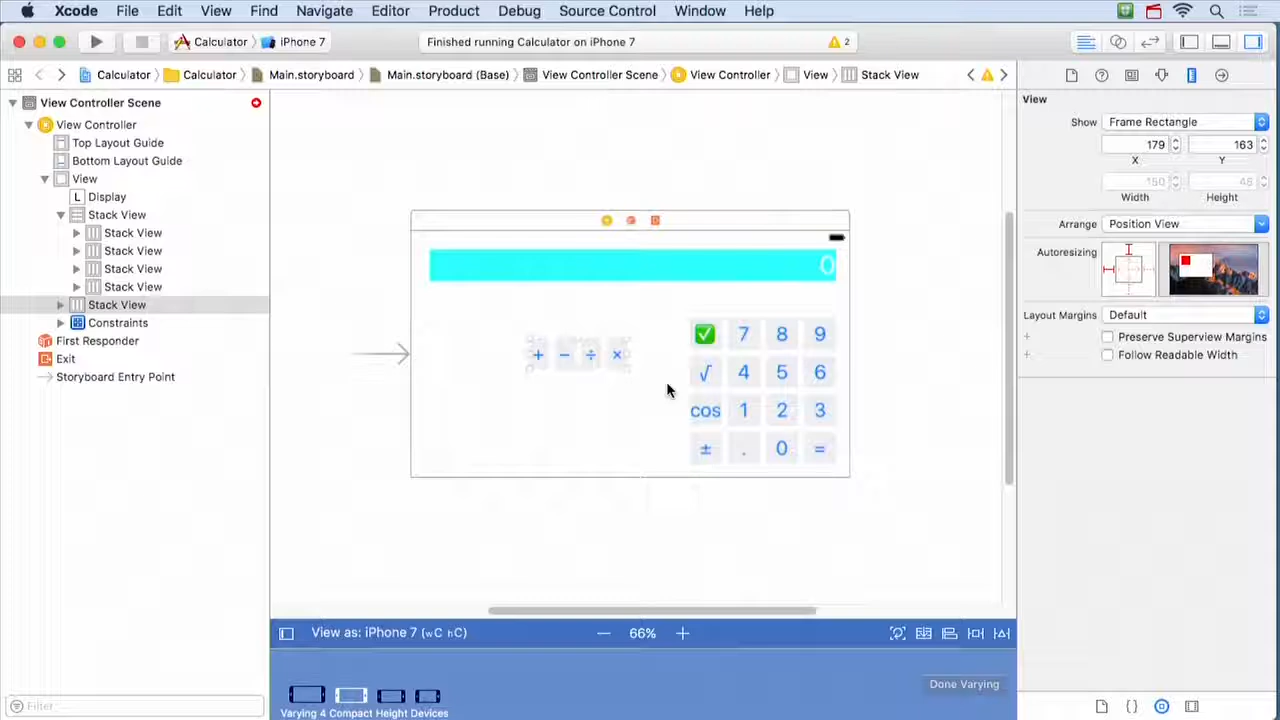 Xcode File Edit View Find Navigate Editor Product Debug Source Control Window Help
Calculator iPhone 7 Finished running Calculator on iPhone 7 2
Calculator Calculator Main.storyboard Main.storyboard (Base) View Controller Scene View Controller View Stack View
View Controller Scene
View Controller
Top Layout Guide
Bottom Layout Guide
View
L Display
Stack View
Stack View
Stack View
Stack View
Stack View
Stack View
Constraints
First Responder
Exit
Storyboard Entry Point
Filter
0
+ − ÷ ×
✅ 7 8 9
√ 4 5 6
cos 1 2 3
± . 0 =
View as: iPhone 7 (wC hC) — 66% +
Varying 4 Compact Height Devices
Done Varying
View
Show Frame Rectangle
179 163
X Y
150 48
Width Height
Arrange Position View
Autoresizing
Layout Margins Default
+ Preserve Superview Margins
+ Follow Readable Width
{ }